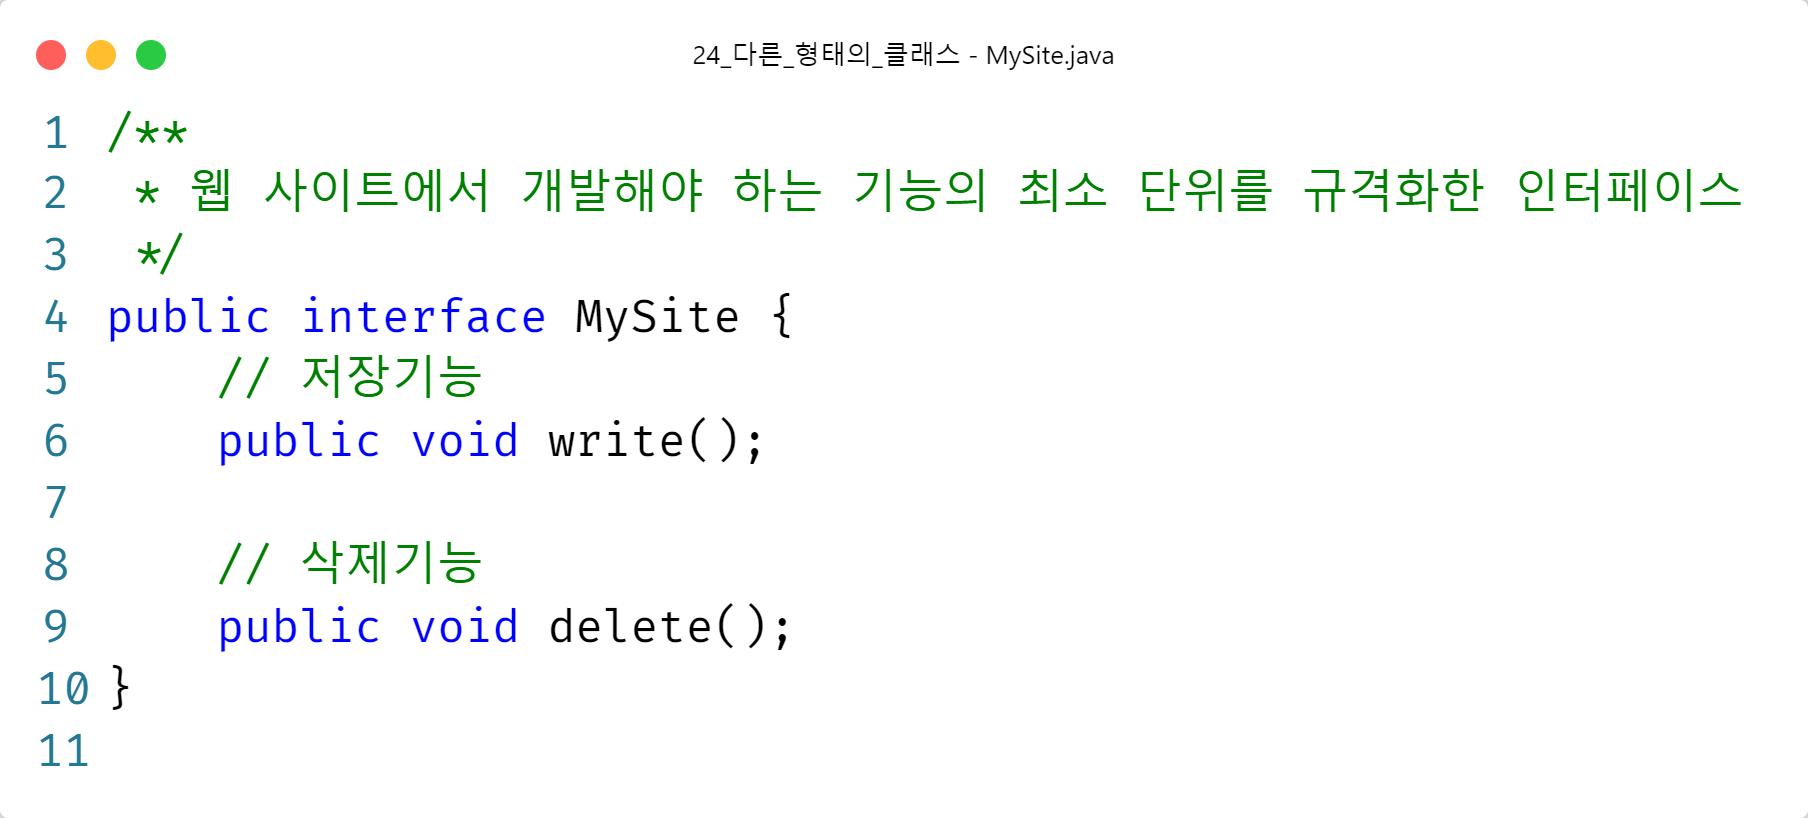 24_다른_형태의_클래스 - MySite.java
1 /**
2  * 웹 사이트에서 개발해야 하는 기능의 최소 단위를 규격화한 인터페이스
3  */
4 public interface MySite {
5     // 저장기능
6     public void write();
7
8     // 삭제기능
9     public void delete();
10 }
11